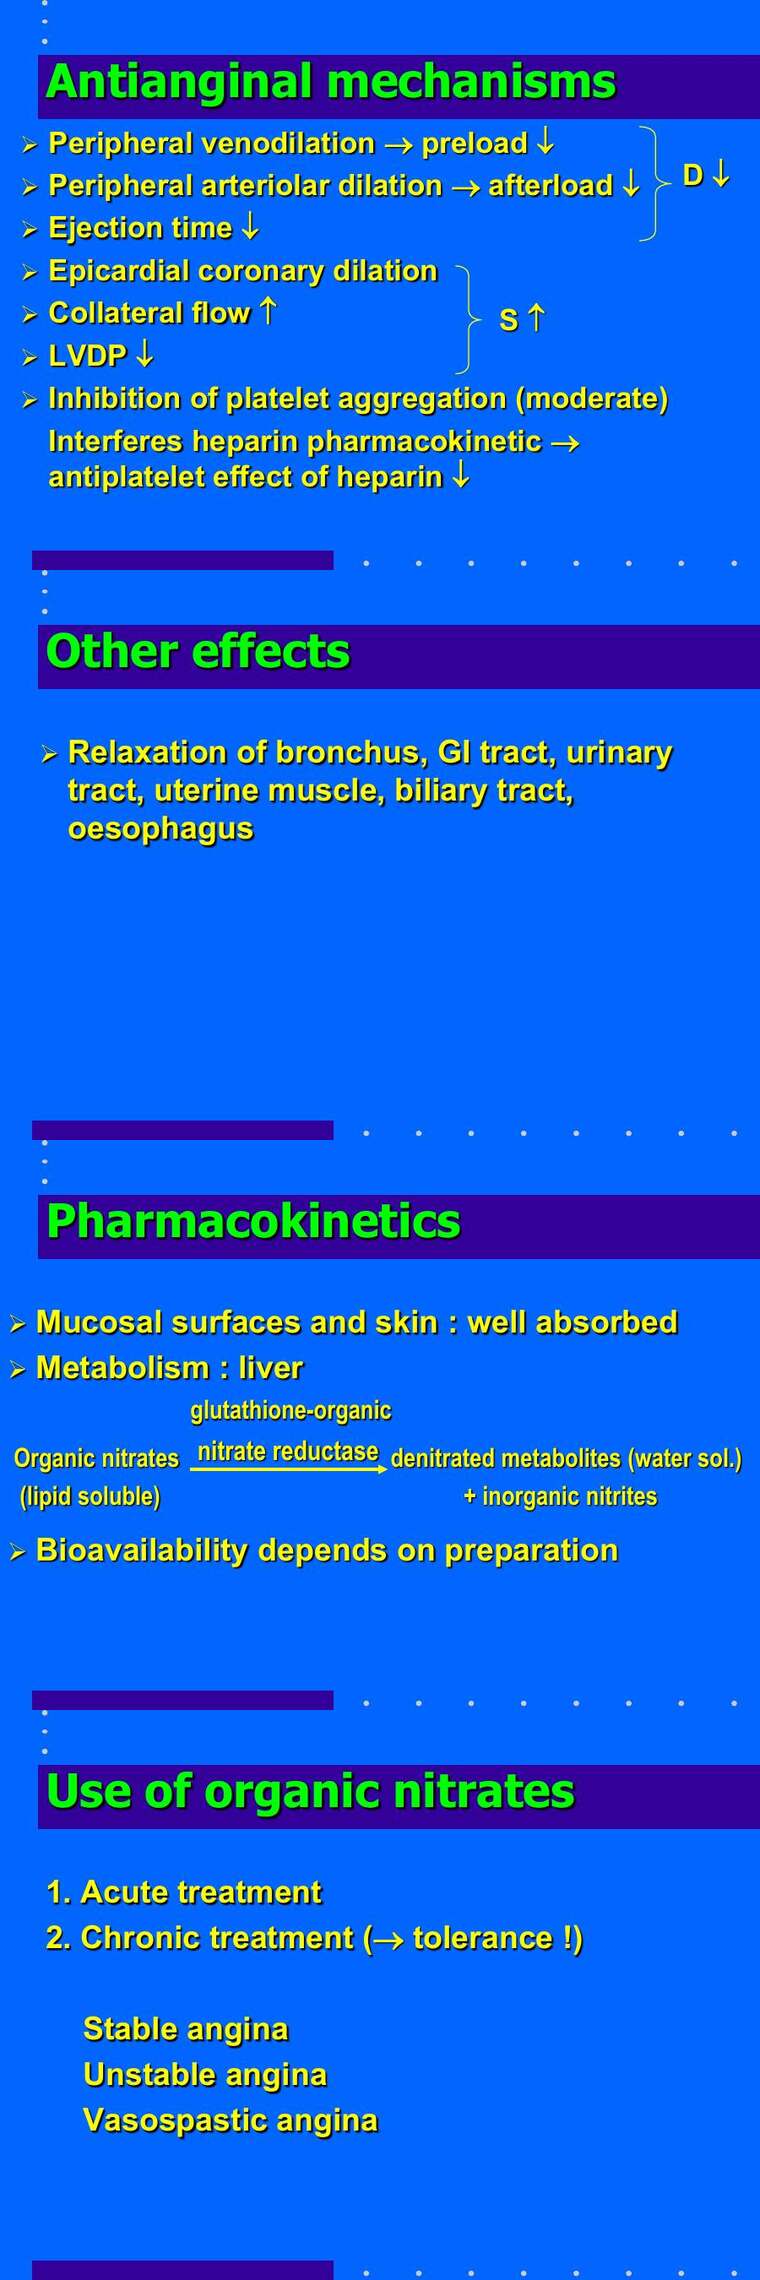 Antianginal mechanisms
➢ Peripheral venodilation → preload ↓
➢ Peripheral arteriolar dilation → afterload ↓
D ↓
➢ Ejection time ↓
➢ Epicardial coronary dilation
➢ Collateral flow ↑
S ↑
➢ LVDP ↓
➢ Inhibition of platelet aggregation (moderate)
Interferes heparin pharmacokinetic →
antiplatelet effect of heparin ↓
Other effects
➢ Relaxation of bronchus, GI tract, urinary
tract, uterine muscle, biliary tract,
oesophagus
Pharmacokinetics
➢ Mucosal surfaces and skin : well absorbed
➢ Metabolism : liver
glutathione-organic
Organic nitrates nitrate reductase denitrated metabolites (water sol.)
(lipid soluble) + inorganic nitrites
➢ Bioavailability depends on preparation
Use of organic nitrates
1. Acute treatment
2. Chronic treatment (→ tolerance !)
Stable angina
Unstable angina
Vasospastic angina